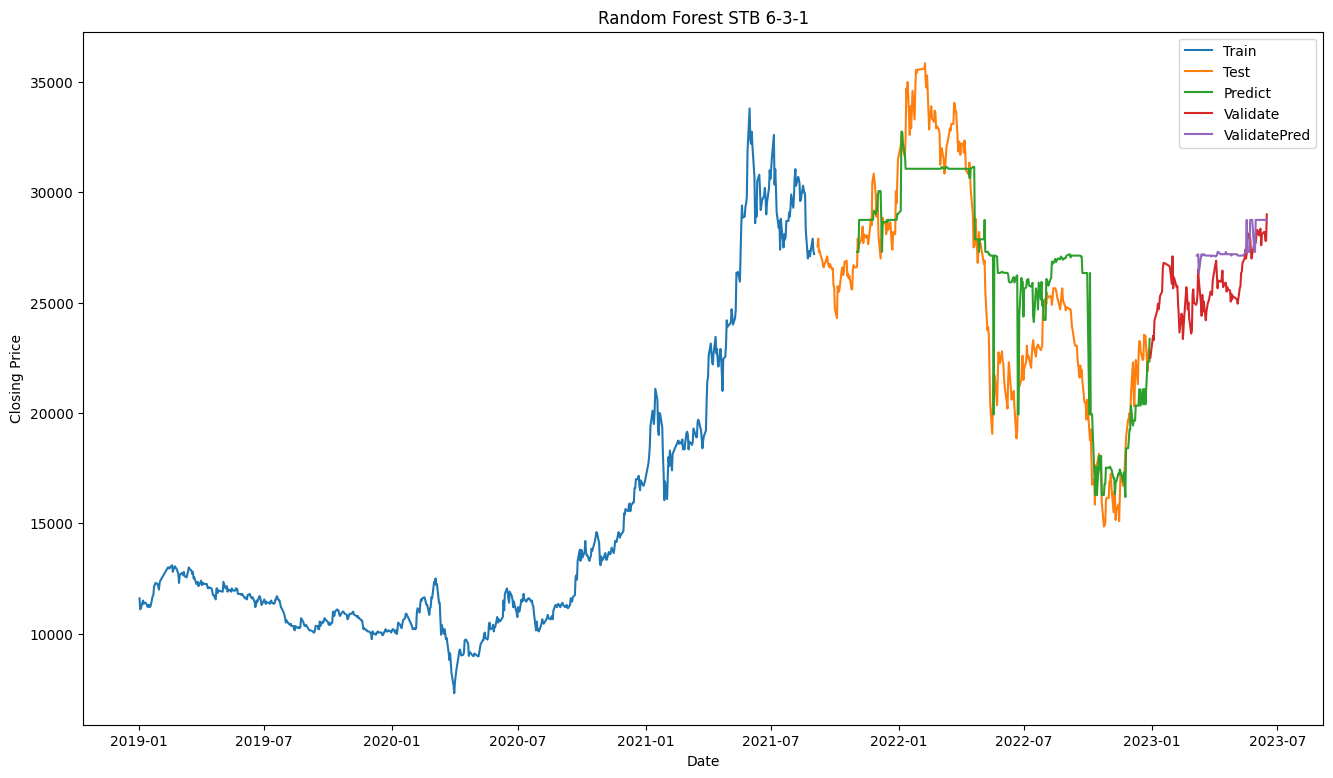 Random Forest STB 6-3-1
Train
Test
Predict
Validate
ValidatePred
35000
30000
25000
20000
15000
10000
Closing Price
2019-01 2019-07 2020-01 2020-07 2021-01 2021-07 2022-01 2022-07 2023-01 2023-07
Date